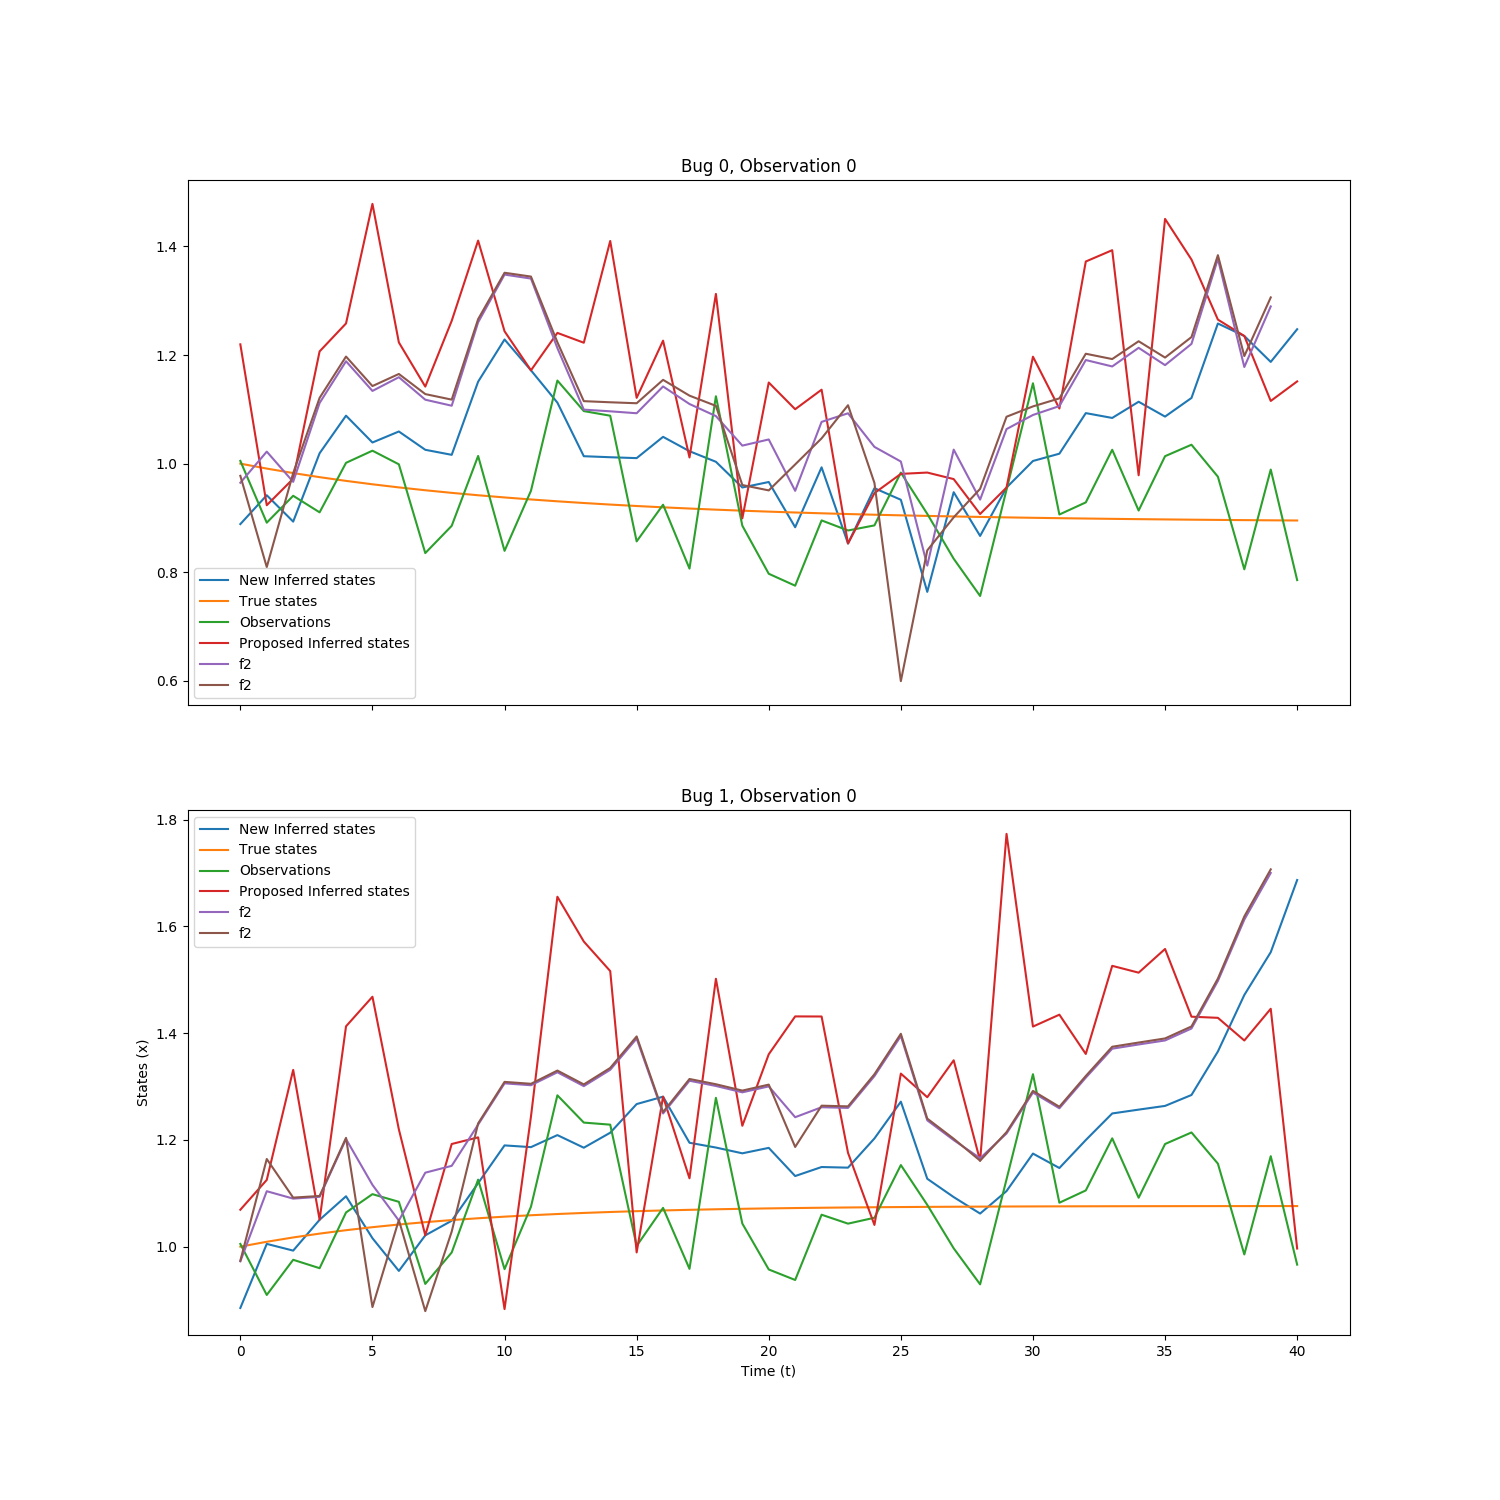 Bug 0, Observation 0
1.4
1.2
1.0
0.8
0.6
New Inferred states
True states
Observations
Proposed Inferred states
f2
f2
Bug 1, Observation 0
States (x)
1.8
1.6
1.4
1.2
1.0
New Inferred states
True states
Observations
Proposed Inferred states
f2
f2
0 5 10 15 20 25 30 35 40
Time (t)